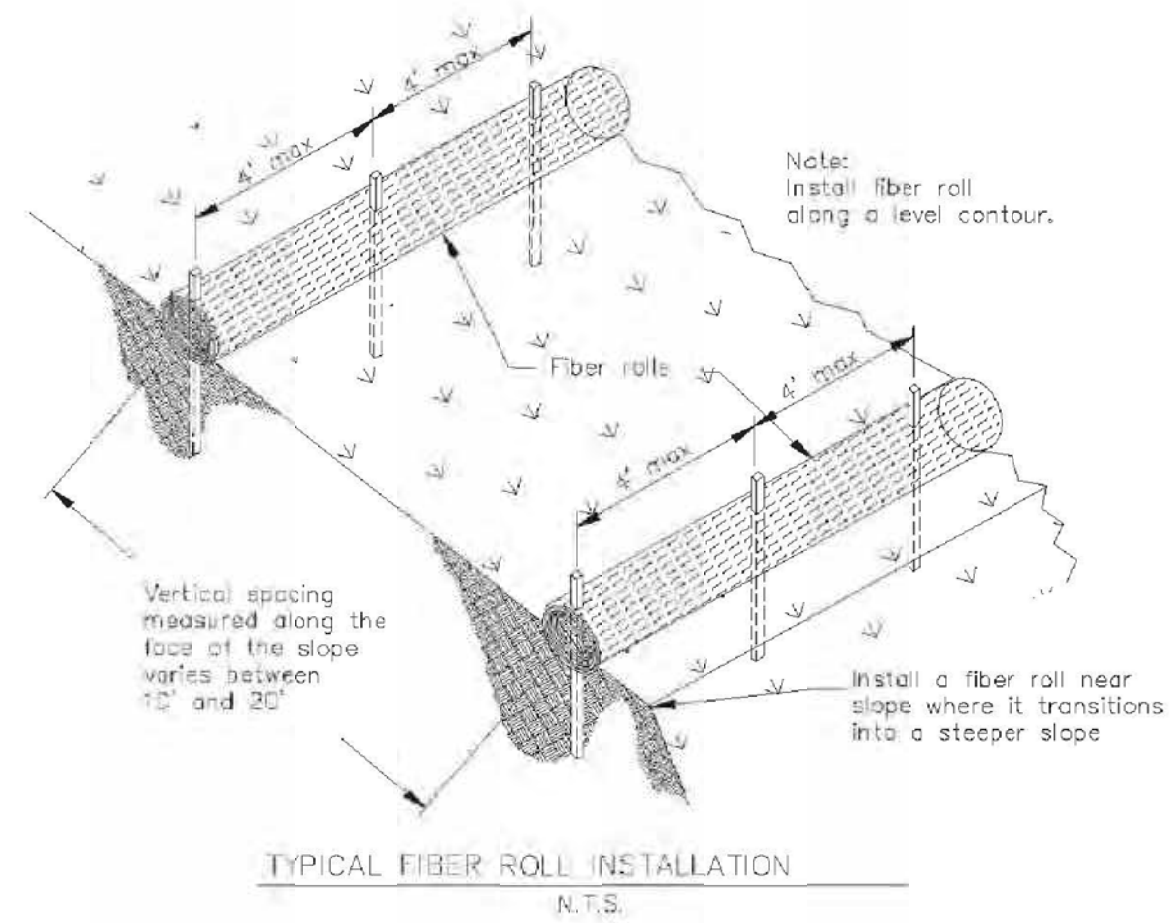 4' max
4' max
Note:
Install fiber roll
along a level contour.
Fiber rolls
4' max
4' max
Vertical spacing
measured along the
face of the slope
varies between
10' and 20'
Install a fiber roll near
slope where it transitions
into a steeper slope
TYPICAL FIBER ROLL INSTALLATION
N.T.S.